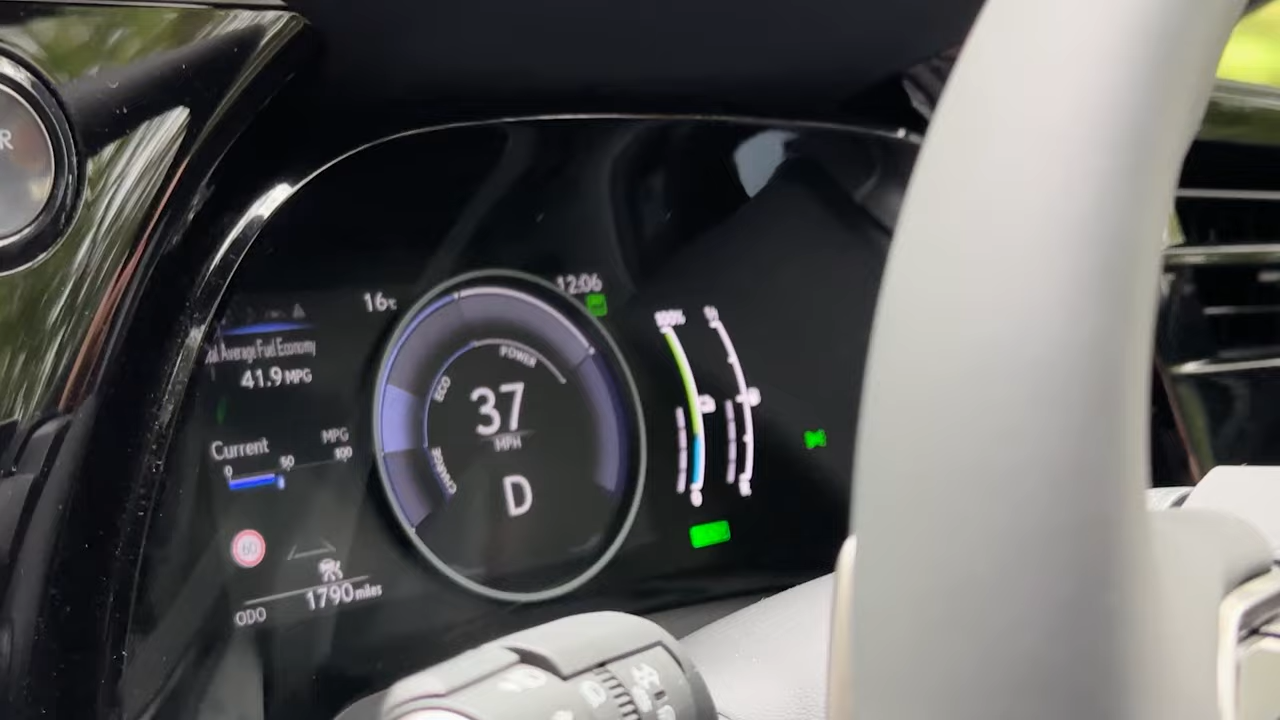 R
16°C
12:06
Average Fuel Economy
41.9 MPG
Current
MPG
0
50
100
60
ODO
1790 miles
POWER
ECO
CHARGE
37
MPH
D
100%
0